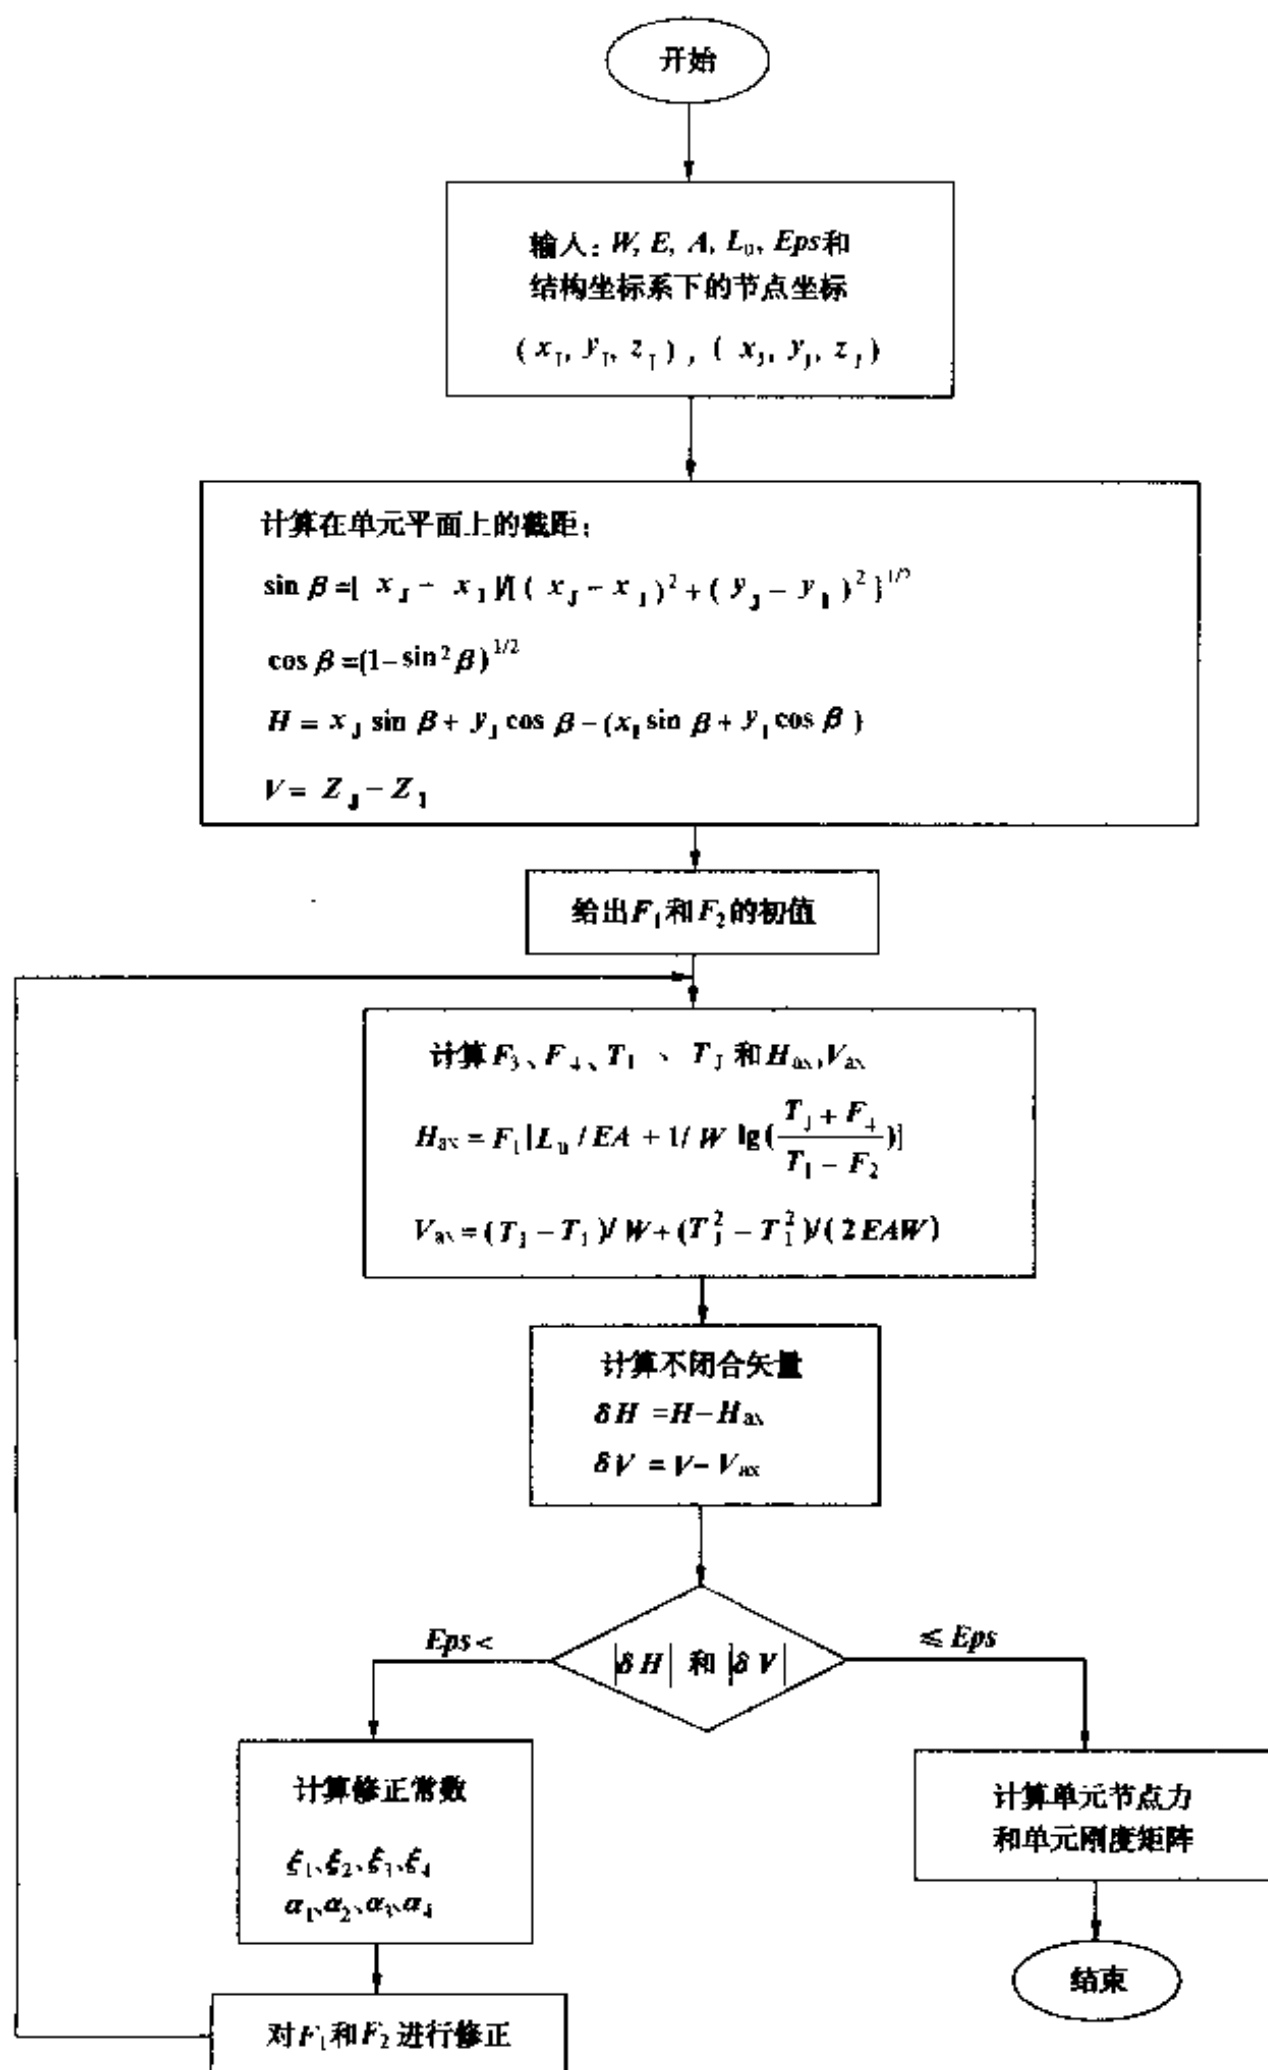 开始
输入: W, E, A, L₀, Eps和
结构坐标系下的节点坐标
( x_I, y_I, z_I ) , ( x_J, y_J, z_J )
计算在单元平面上的截距:
sin β =[ x_J − x_I ]/[( x_J − x_I )² + ( y_J − y_I )² ]^{1/2}
cos β =(1− sin² β)^{1/2}
H = x_J sin β + y_J cos β − (x_I sin β + y_I cos β )
V = Z_J − Z_I
给出F₁和F₂的初值
计算 F₃、F₄、T_I 、 T_J 和 H_ax,V_ax
H_ax = F₁ [L₀ / EA + 1/ W lg( (T_J + F₄) / (T_I − F₂) )]
V_ax = (T_J − T_I )/ W + (T_J² − T_I²)/( 2EAW)
计算不闭合矢量
δH =H− H_ax
δV = V− V_ax
Eps <
|δH| 和 |δV|
≤ Eps
计算修正常数
ξ₁、ξ₂、ξ₃、ξ₄
α₁、α₂、α₃、α₄
计算单元节点力
和单元刚度矩阵
对F₁和F₂ 进行修正
结束